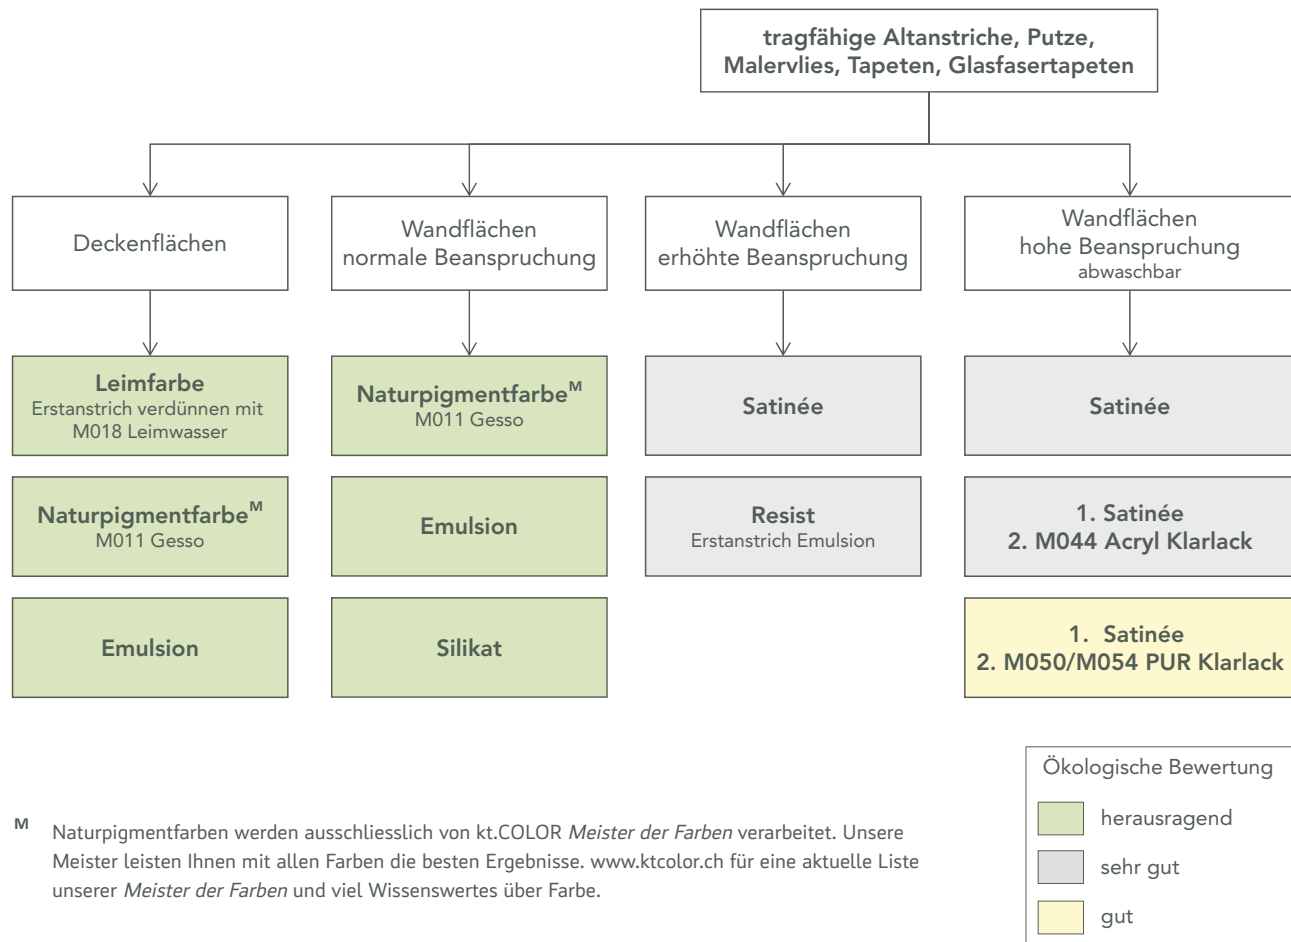 tragfähige Altanstriche, Putze,
Malervlies, Tapeten, Glasfasertapeten
Deckenflächen
Wandflächen
normale Beanspruchung
Wandflächen
erhöhte Beanspruchung
Wandflächen
hohe Beanspruchung
abwaschbar
Leimfarbe
Erstanstrich verdünnen mit
M018 Leimwasser
Naturpigmentfarbe M
M011 Gesso
Satinée
Satinée
Naturpigmentfarbe M
M011 Gesso
Emulsion
Resist
Erstanstrich Emulsion
1. Satinée
2. M044 Acryl Klarlack
Emulsion
Silikat
1. Satinée
2. M050/M054 PUR Klarlack
Ökologische Bewertung
herausragend
sehr gut
gut
M Naturpigmentfarben werden ausschliesslich von kt.COLOR Meister der Farben verarbeitet. Unsere
Meister leisten Ihnen mit allen Farben die besten Ergebnisse. www.ktcolor.ch für eine aktuelle Liste
unserer Meister der Farben und viel Wissenswertes über Farbe.